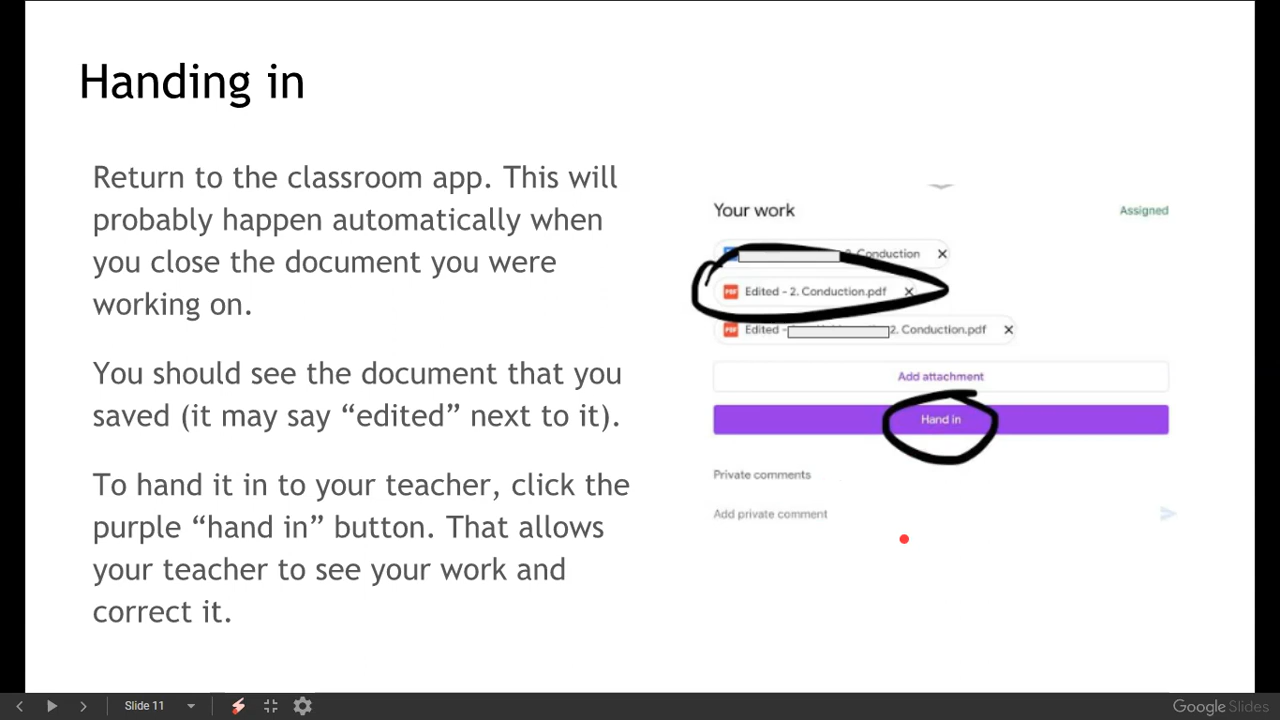 Handing in
Return to the classroom app. This will
probably happen automatically when
you close the document you were
working on.
You should see the document that you
saved (it may say “edited” next to it).
To hand it in to your teacher, click the
purple “hand in” button. That allows
your teacher to see your work and
correct it.
Your work
Assigned
2. Conduction
PDF Edited - 2. Conduction.pdf
PDF Edited - 2. Conduction.pdf
Add attachment
Hand in
Private comments
Add private comment
Slide 11
Google Slides